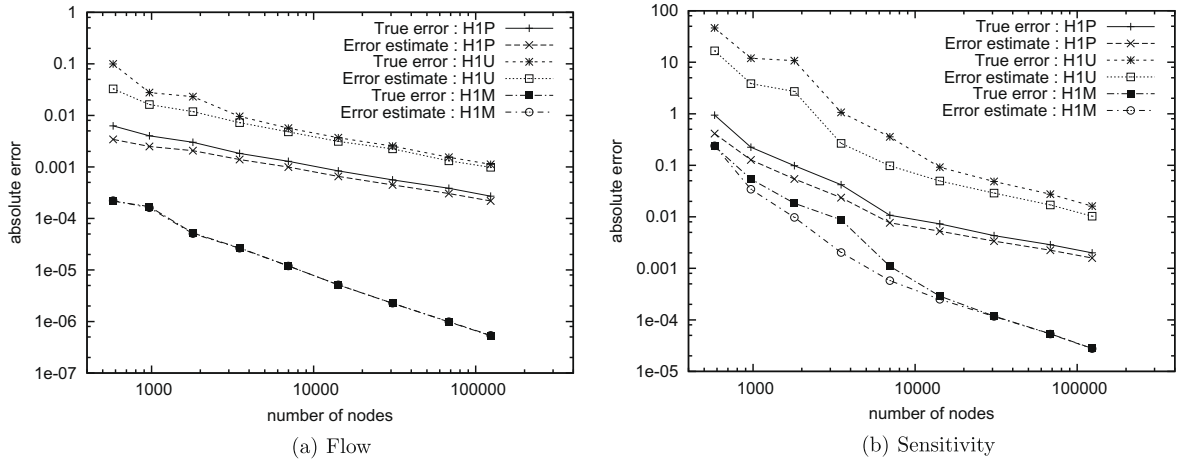 1
0.1
0.01
0.001
1e-04
1e-05
1e-06
1e-07
absolute error
True error : H1P
Error estimate : H1P
True error : H1U
Error estimate : H1U
True error : H1M
Error estimate : H1M
1000
10000
100000
number of nodes
(a) Flow
100
10
1
0.1
0.01
0.001
1e-04
1e-05
absolute error
True error : H1P
Error estimate : H1P
True error : H1U
Error estimate : H1U
True error : H1M
Error estimate : H1M
1000
10000
100000
number of nodes
(b) Sensitivity